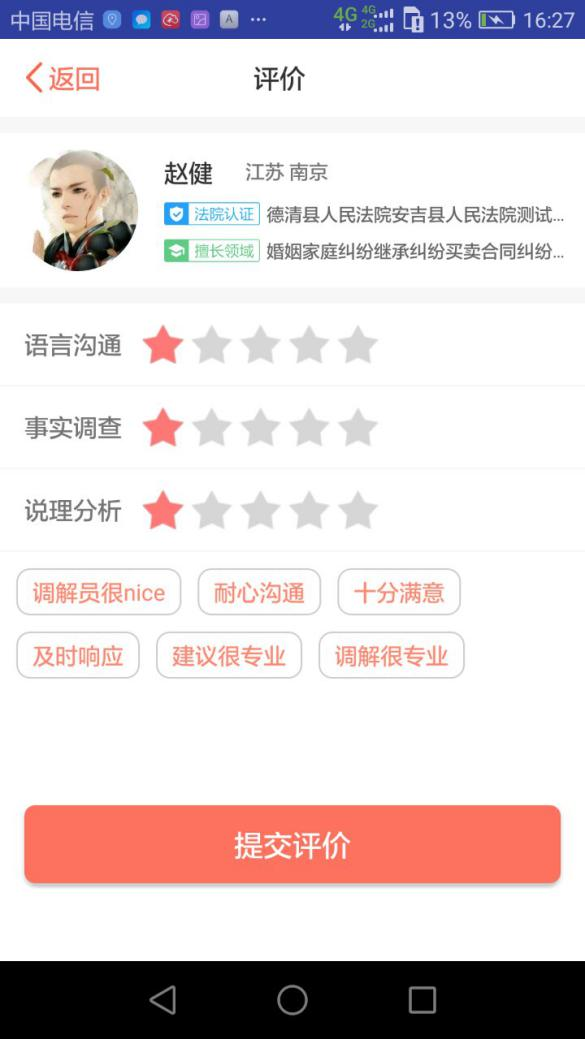 中国电信 A ... 4G 4G 2G 13% 16:27
返回 评价
赵健 江苏 南京
法院认证 德清县人民法院安吉县人民法院测试...
擅长领域 婚姻家庭纠纷继承纠纷买卖合同纠纷...
语言沟通
事实调查
说理分析
调解员很nice 耐心沟通 十分满意
及时响应 建议很专业 调解很专业
提交评价